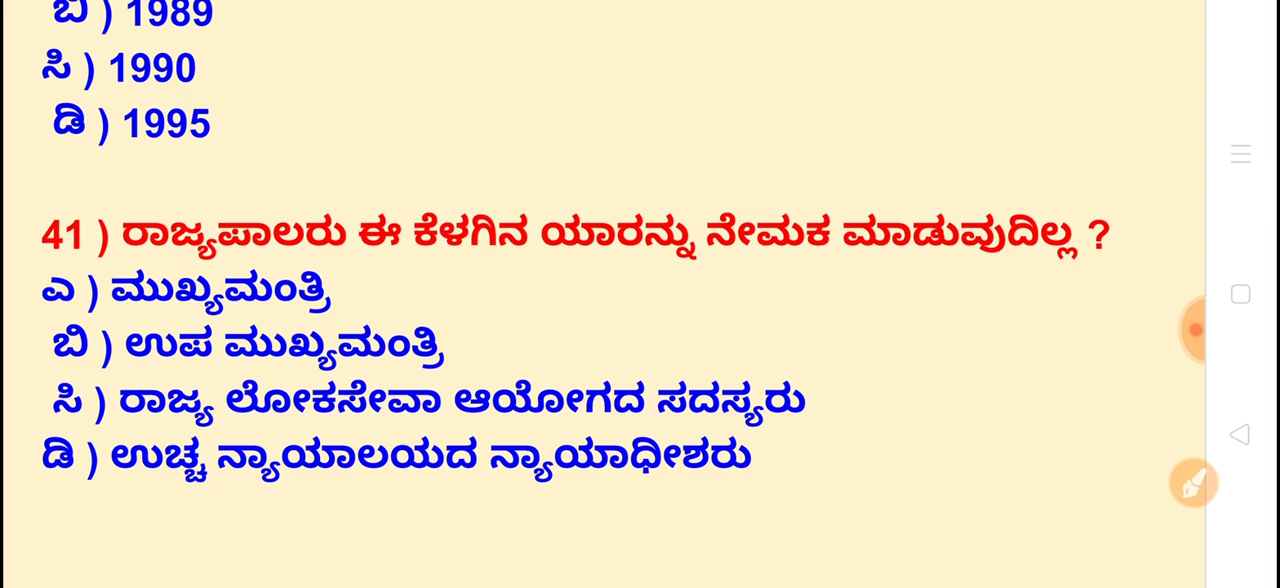 ಬಿ ) 1989
ಸಿ ) 1990
ಡಿ ) 1995
41 ) ರಾಜ್ಯಪಾಲರು ಈ ಕೆಳಗಿನ ಯಾರನ್ನು ನೇಮಕ ಮಾಡುವುದಿಲ್ಲ ?
ಎ ) ಮುಖ್ಯಮಂತ್ರಿ
ಬಿ ) ಉಪ ಮುಖ್ಯಮಂತ್ರಿ
ಸಿ ) ರಾಜ್ಯ ಲೋಕಸೇವಾ ಆಯೋಗದ ಸದಸ್ಯರು
ಡಿ ) ಉಚ್ಚ ನ್ಯಾಯಾಲಯದ ನ್ಯಾಯಾಧೀಶರು